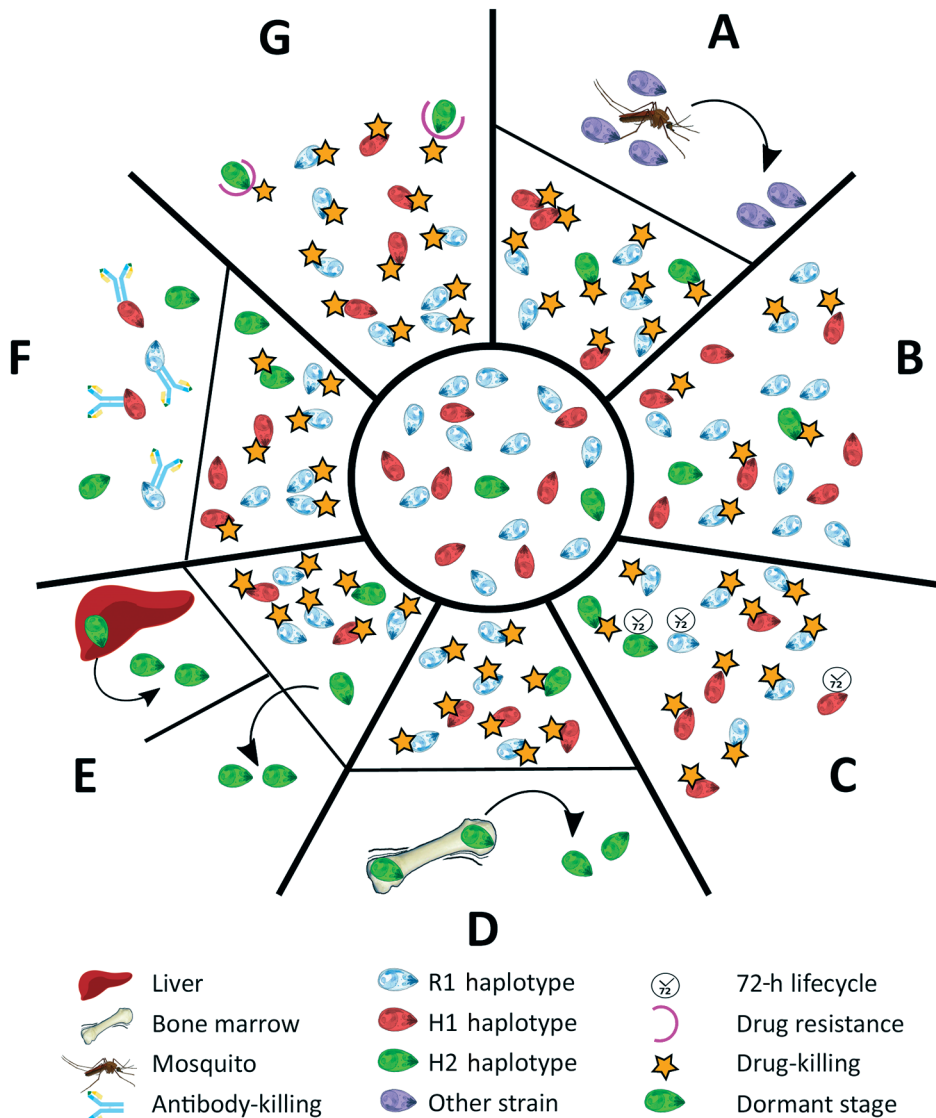 G
A
B
F
72
72
72
E
C
D
Liver
R1 haplotype
72
72-h lifecycle
Bone marrow
H1 haplotype
Drug resistance
Mosquito
H2 haplotype
Drug-killing
Antibody-killing
Other strain
Dormant stage